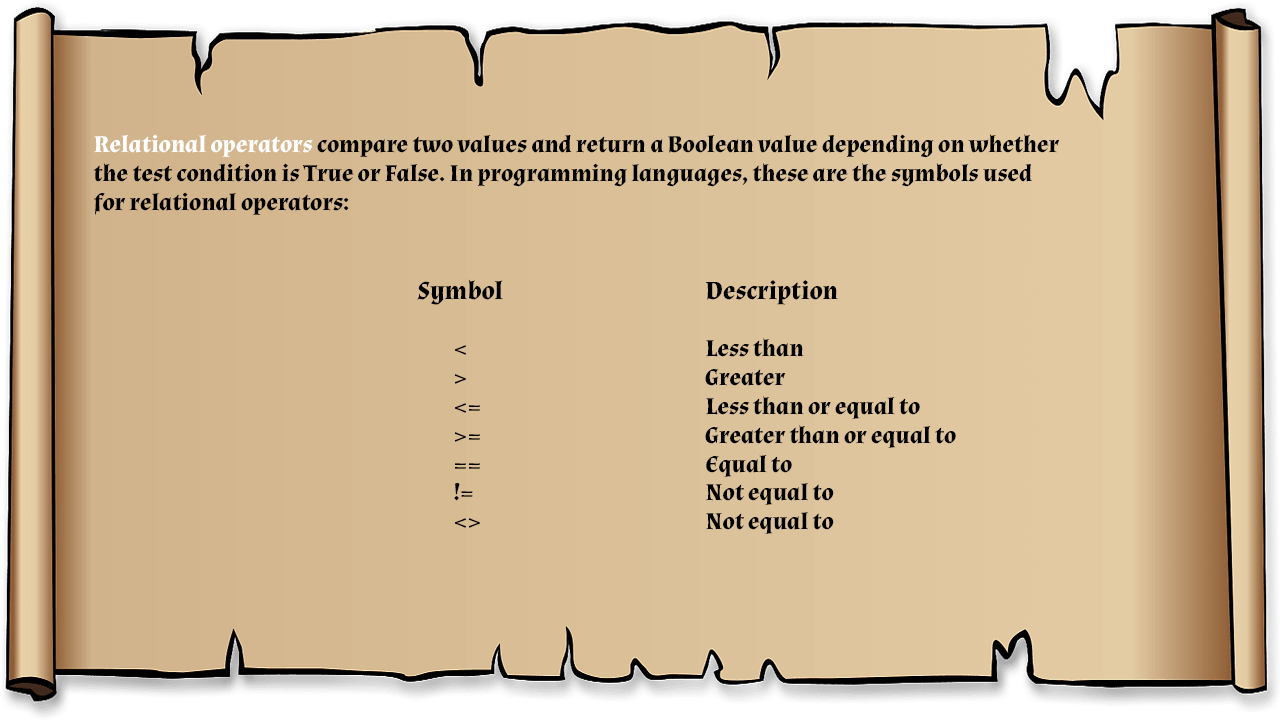 Relational operators compare two values and return a Boolean value depending on whether
the test condition is True or False. In programming languages, these are the symbols used
for relational operators:
Symbol Description
< Less than
> Greater
<= Less than or equal to
>= Greater than or equal to
== Equal to
!= Not equal to
<> Not equal to